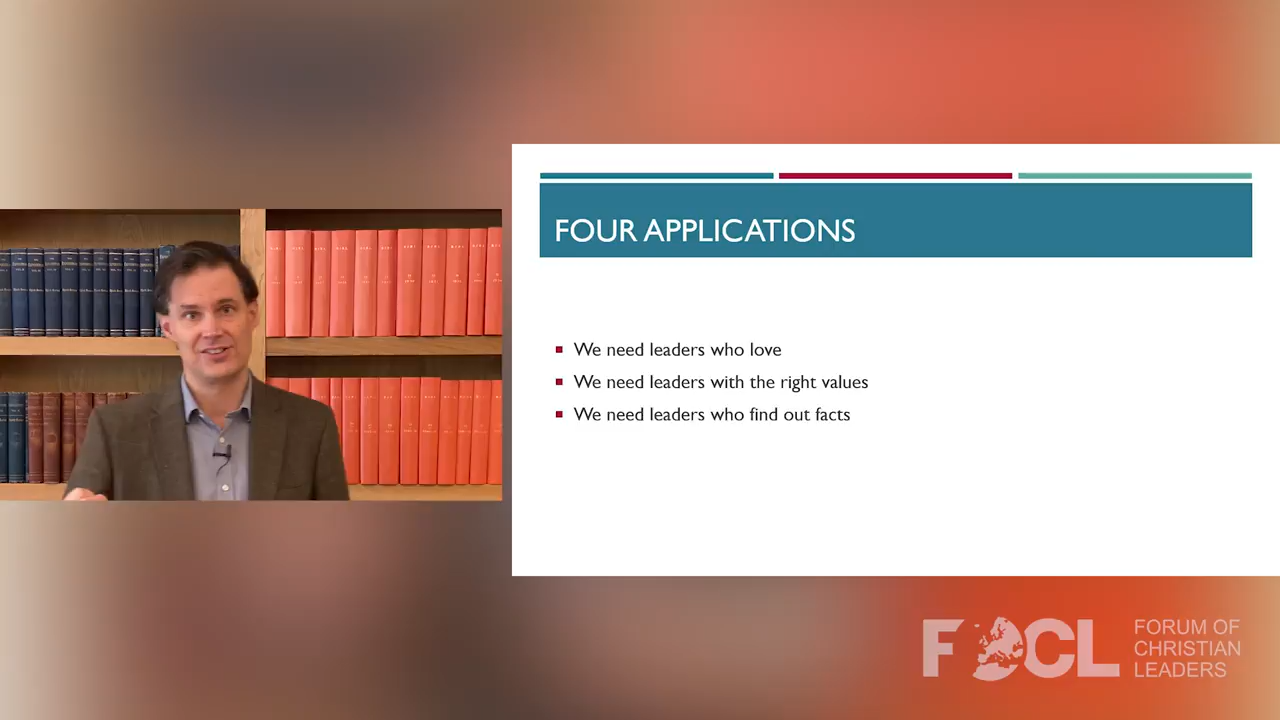 FOUR APPLICATIONS
We need leaders who love
We need leaders with the right values
We need leaders who find out facts
FOCL
FORUM OF
CHRISTIAN
LEADERS